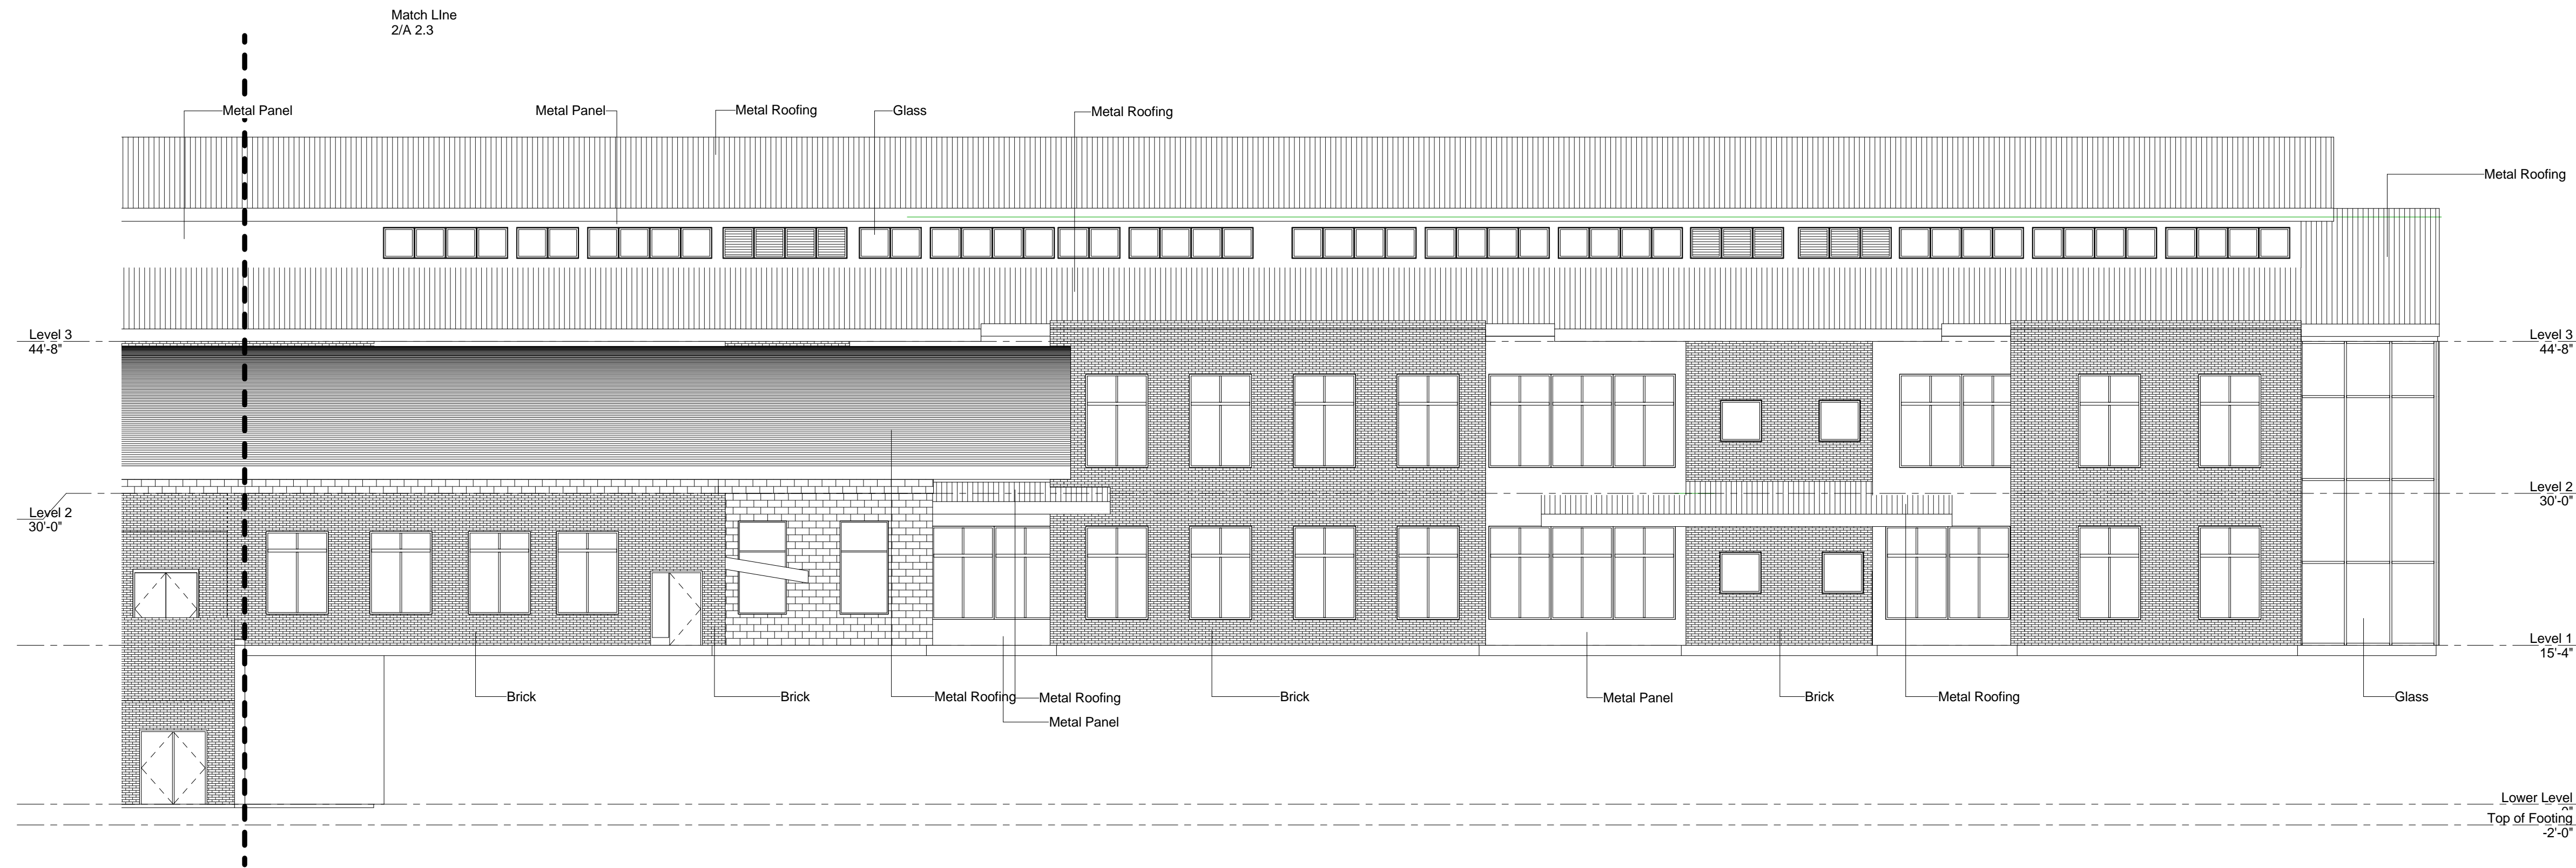 Match LIne
2/A 2.3
Metal Panel
Metal Panel
Metal Roofing
Glass
Metal Roofing
Metal Roofing
Level 3
44'-8"
Level 3
44'-8"
Level 2
30'-0"
Level 2
30'-0"
Level 1
15'-4"
Brick
Brick
Metal Roofing
Metal Roofing
Metal Panel
Brick
Metal Panel
Brick
Metal Roofing
Glass
Lower Level
0"
Top of Footing
-2'-0"